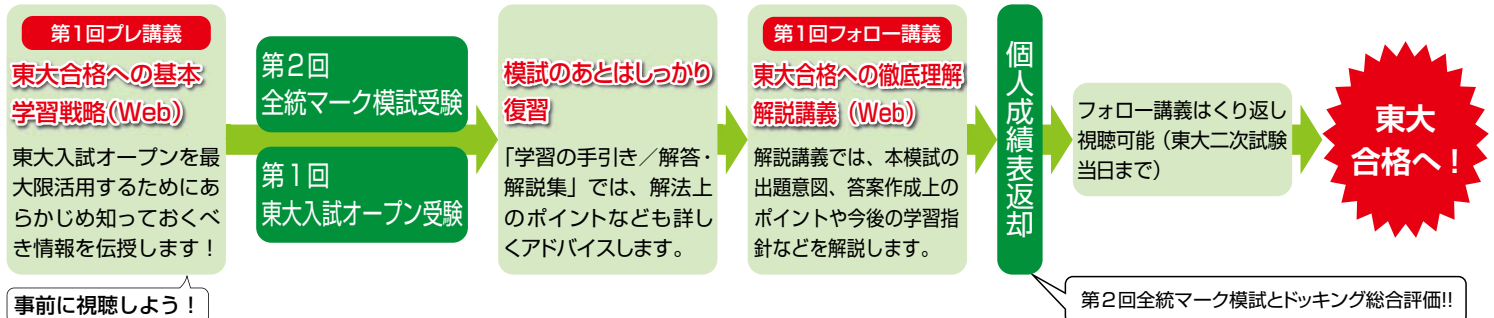 第1回プレ講義
東大合格への基本
学習戦略(Web)
東大入試オープンを最
大限活用するためにあ
らかじめ知っておくべ
き情報を伝授します！
事前に視聴しよう！
第2回
全統マーク模試受験
第1回
東大入試オープン受験
模試のあとはしっかり
復習
「学習の手引き／解答・
解説集」では、解法上
のポイントなども詳し
くアドバイスします。
第1回フォロー講義
東大合格への徹底理解
解説講義（Web）
解説講義では、本模試の
出題意図、答案作成上の
ポイントや今後の学習指
針などを解説します。
個人成績表返却
第2回全統マーク模試とドッキング総合評価!!
フォロー講義はくり返し
視聴可能（東大二次試験
当日まで）
東大
合格へ！